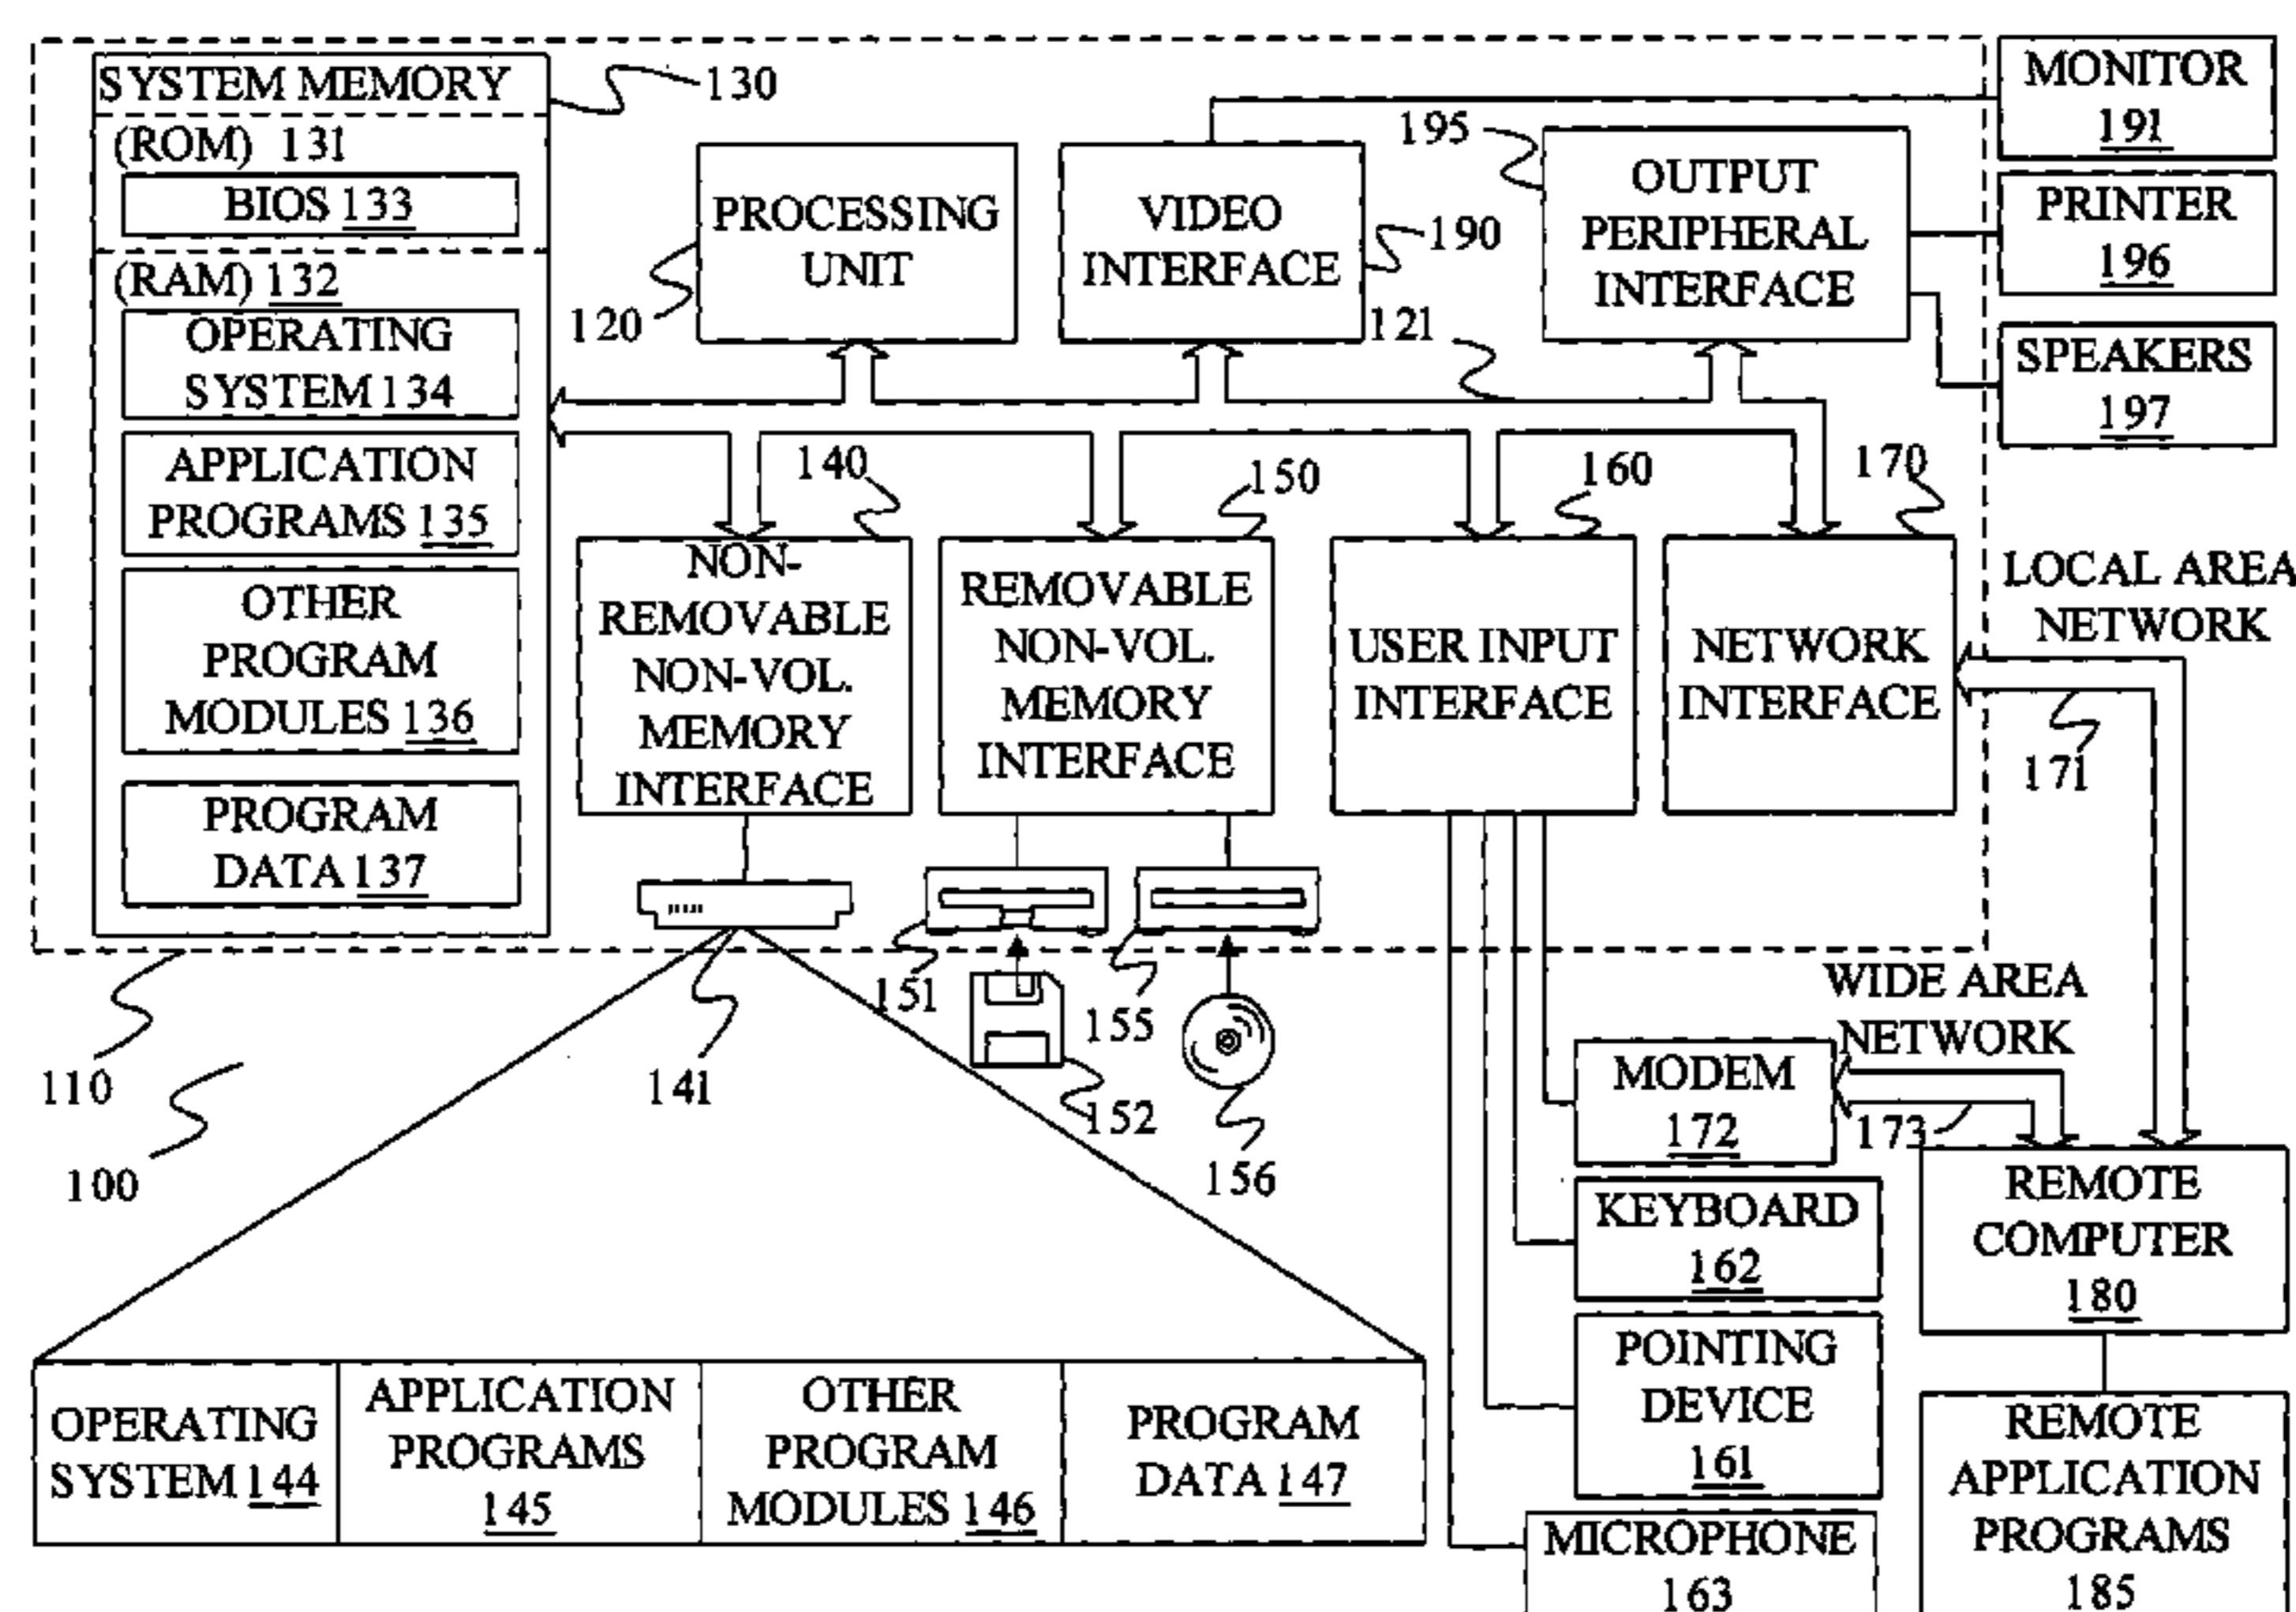 SYSTEM MEMORY
130
(ROM) 131
BIOS 133
(RAM) 132
OPERATING
SYSTEM 134
APPLICATION
PROGRAMS 135
OTHER
PROGRAM
MODULES 136
PROGRAM
DATA 137
PROCESSING
UNIT
120
VIDEO
INTERFACE
190
121
195
OUTPUT
PERIPHERAL
INTERFACE
MONITOR
191
PRINTER
196
SPEAKERS
197
140
NON-
REMOVABLE
NON-VOL.
MEMORY
INTERFACE
150
REMOVABLE
NON-VOL.
MEMORY
INTERFACE
160
USER INPUT
INTERFACE
170
NETWORK
INTERFACE
LOCAL AREA
NETWORK
171
110
100
141
151
152
155
156
WIDE AREA
NETWORK
173
MODEM
172
KEYBOARD
162
POINTING
DEVICE
161
MICROPHONE
163
REMOTE
COMPUTER
180
REMOTE
APPLICATION
PROGRAMS
185
OPERATING
SYSTEM 144
APPLICATION
PROGRAMS
145
OTHER
PROGRAM
MODULES 146
PROGRAM
DATA 147